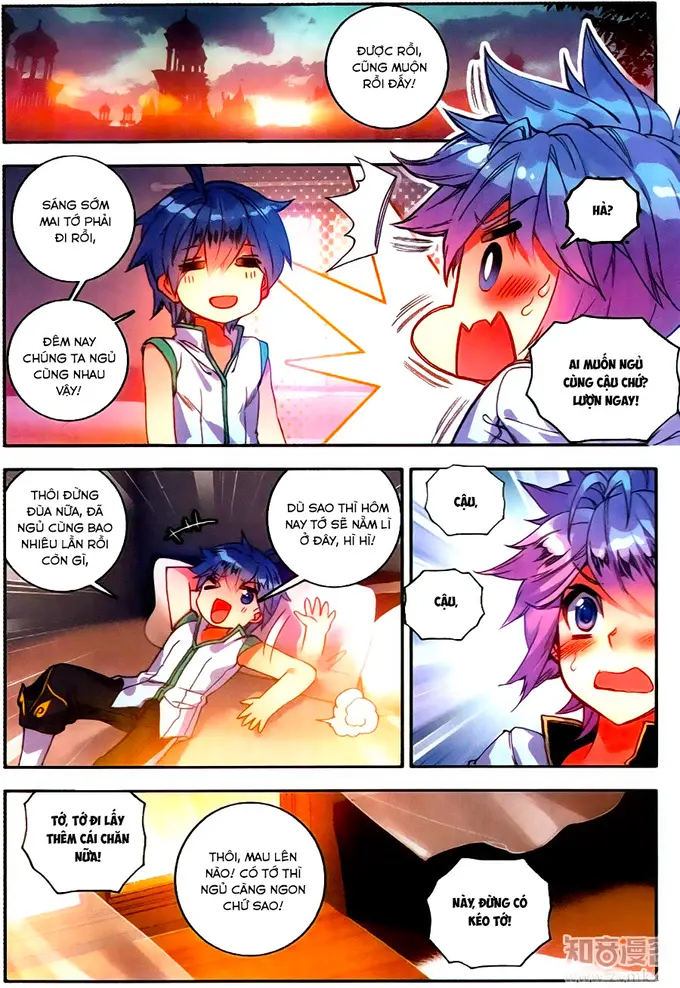 ĐƯỢC RỒI,
CŨNG MUỘN
RỒI ĐẤY!
SÁNG SỚM
MAI TỚ PHẢI
ĐI RỒI,
HẢ?
ĐÊM NAY
CHÚNG TA NGỦ
CÙNG NHAU
VẬY!
AI MUỐN NGỦ
CÙNG CẬU CHỨ?
LƯỢN NGAY!
THÔI ĐỪNG
ĐÙA NỮA, ĐÃ
NGỦ CÙNG BAO
NHIÊU LẦN RỒI
CÒN GÌ,
DÙ SAO THÌ HÔM
NAY TỚ SẼ NẰM LÌ
Ở ĐÂY, HÌ HÌ!
CẬU,
CẬU,
TỚ, TỚ ĐI LẤY
THÊM CÁI CHĂN
NỮA!
THÔI, MAU LÊN
NÀO! CÓ TỚ THÌ
NGỦ CÀNG NGON
CHỨ SAO!
NÀY, ĐỪNG CÓ
KÉO TỚ!
知音漫客